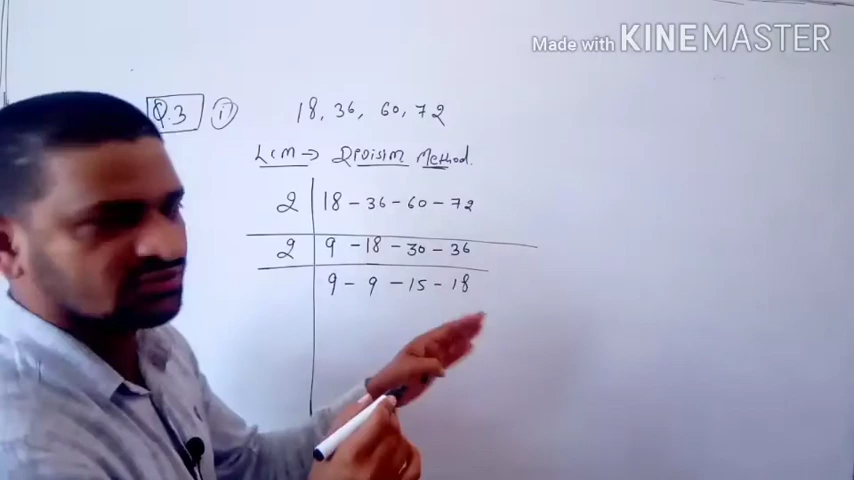 Made with KINEMASTER
Q.3 i) 18, 36, 60, 72
LCM → Division Method.
2 18 - 36 - 60 - 72
2 9 - 18 - 30 - 36
9 - 9 - 15 - 18